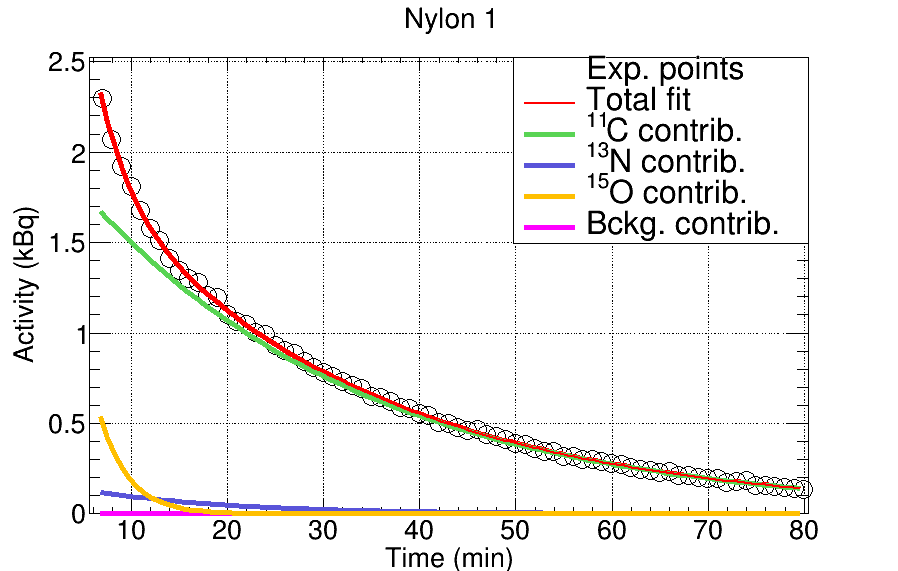 Nylon 1
2.5
2
1.5
1
0.5
0
Activity (kBq)
Exp. points
Total fit
¹¹C contrib.
¹³N contrib.
¹⁵O contrib.
Bckg. contrib.
10 20 30 40 50 60 70 80
Time (min)